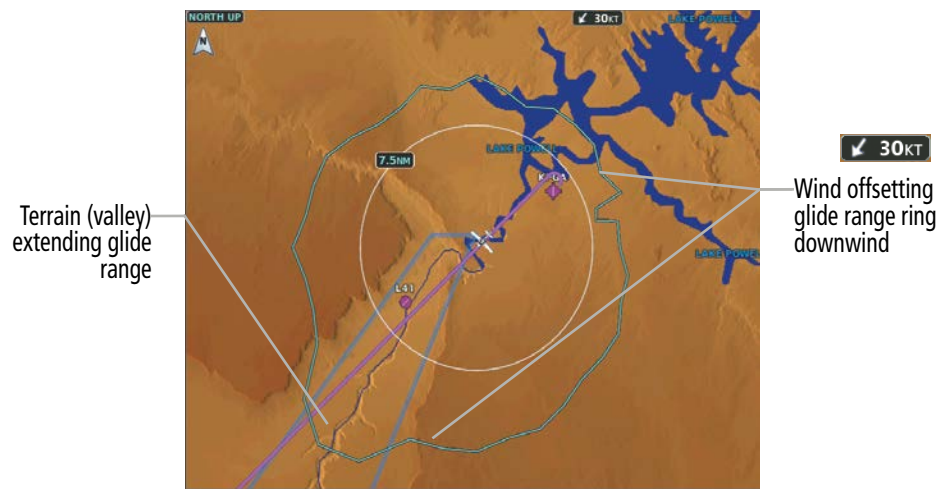 NORTH UP
N
30KT
LAKE POWELL
7.5NM
LAKE POWELL
L41
LAKE POWELL
Terrain (valley)
extending glide
range
30KT
Wind offsetting
glide range ring
downwind